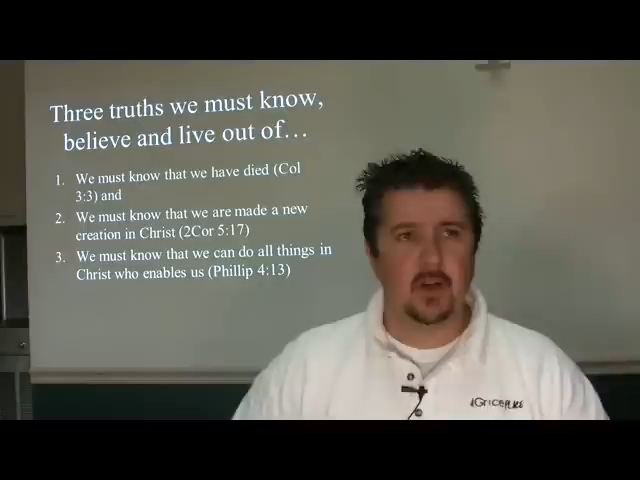 Three truths we must know,
believe and live out of…
1. We must know that we have died (Col
3:3) and
2. We must know that we are made a new
creation in Christ (2Cor 5:17)
3. We must know that we can do all things in
Christ who enables us (Phillip 4:13)